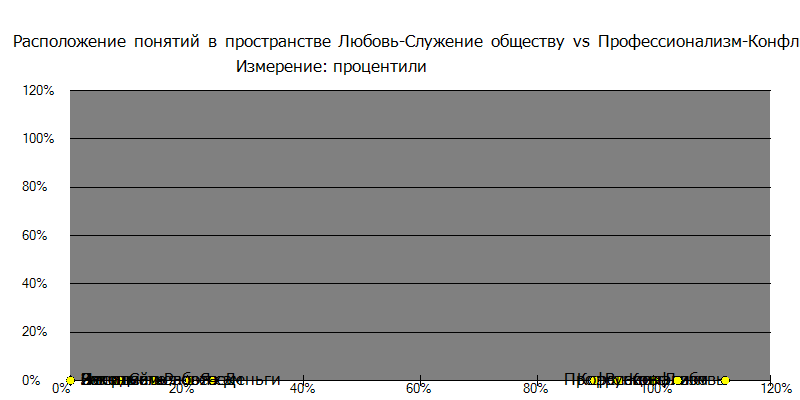 Расположение понятий в пространстве Любовь-Служение обществу vs Профессионализм-Конфл
Измерение: процентили
120%
100%
80%
60%
40%
20%
0%
Деньги
0% 20% 40% 60% 80% 100% 120%